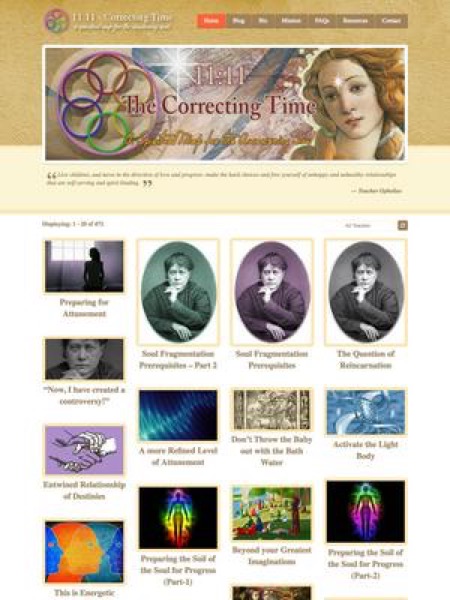 11:11 - Correcting Time
A Spiritual Map for the Awakening Soul
Home Blog Bio Mission FAQs Resources Contact
11:11
The Correcting Time
A Spiritual Map for the Awakening Soul
“ Live children, and move in the direction of love and progress: make the hard choices and free yourself of unhappy and unhealthy relationships
that are self-serving and spirit-binding. ”
— Teacher Ophelius
Displaying: 1 - 25 of 471
All Teacher
Preparing for
Attunement
Soul Fragmentation
Prerequisites – Part 2
Soul Fragmentation
Prerequisites
The Question of
Reincarnation
“Now, I have created a
controversy!”
A more Refined Level
of Attunement
Don’t Throw the Baby
out with the Bath
Water
Activate the Light
Body
Entwined Relationship
of Destinies
Preparing the Soil of
the Soul for Progress
(Part-1)
Beyond your Greatest
Imaginations
Preparing the Soil of
the Soul for Progress
(Part-2)
This is Energetic